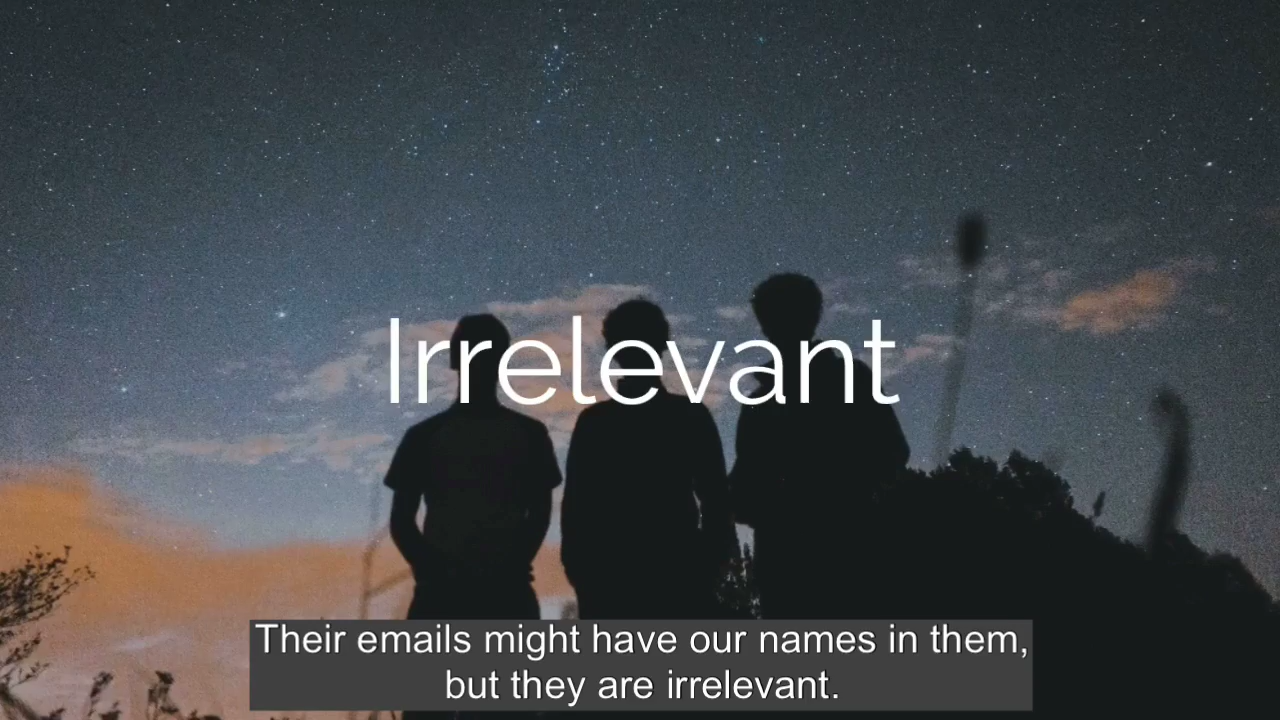 Irrelevant
Their emails might have our names in them,
but they are irrelevant.